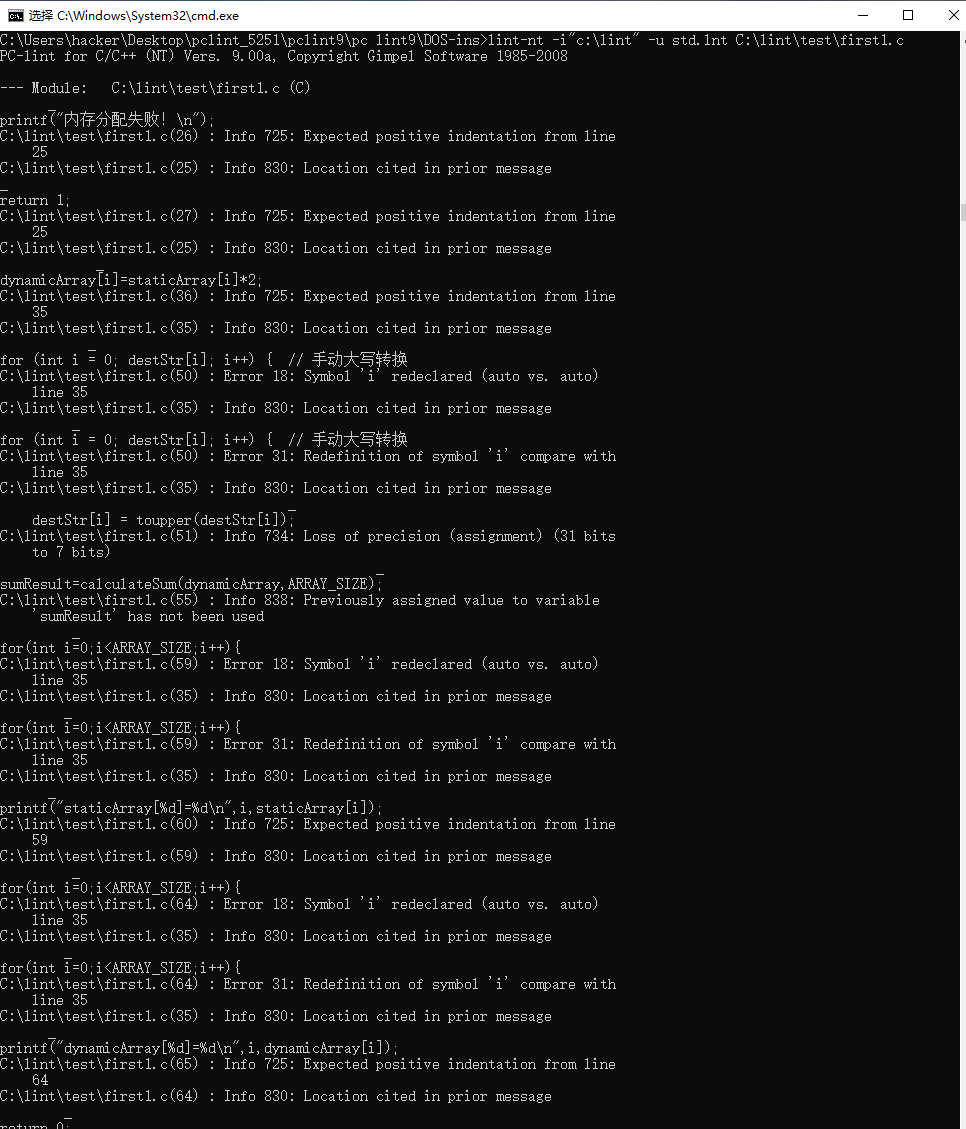 选择 C:\Windows\System32\cmd.exe
C:\Users\hacker\Desktop\pclint_5251\pclint9\pc lint9\DOS-ins>lint-nt -i"c:\lint" -u std.lnt C:\lint\test\first1.c
PC-lint for C/C++ (NT) Vers. 9.00a, Copyright Gimpel Software 1985-2008
--- Module:   C:\lint\test\first1.c (C)
      _
printf("内存分配失败! \n");
C:\lint\test\first1.c(26) : Info 725: Expected positive indentation from line
    25
C:\lint\test\first1.c(25) : Info 830: Location cited in prior message
_
return 1;
C:\lint\test\first1.c(27) : Info 725: Expected positive indentation from line
    25
C:\lint\test\first1.c(25) : Info 830: Location cited in prior message
            _
dynamicArray[i]=staticArray[i]*2;
C:\lint\test\first1.c(36) : Info 725: Expected positive indentation from line
    35
C:\lint\test\first1.c(35) : Info 830: Location cited in prior message
           _
for (int i = 0; destStr[i]; i++) {  // 手动大写转换
C:\lint\test\first1.c(50) : Error 18: Symbol 'i' redeclared (auto vs. auto)
    line 35
C:\lint\test\first1.c(35) : Info 830: Location cited in prior message
         _
for (int i = 0; destStr[i]; i++) {  // 手动大写转换
C:\lint\test\first1.c(50) : Error 31: Redefinition of symbol 'i' compare with
    line 35
C:\lint\test\first1.c(35) : Info 830: Location cited in prior message
                                    _
    destStr[i] = toupper(destStr[i]);
C:\lint\test\first1.c(51) : Info 734: Loss of precision (assignment) (31 bits
    to 7 bits)
                                               _
sumResult=calculateSum(dynamicArray,ARRAY_SIZE);
C:\lint\test\first1.c(55) : Info 838: Previously assigned value to variable
    'sumResult' has not been used
         _
for(int i=0;i<ARRAY_SIZE;i++){
C:\lint\test\first1.c(59) : Error 18: Symbol 'i' redeclared (auto vs. auto)
    line 35
C:\lint\test\first1.c(35) : Info 830: Location cited in prior message
        _
for(int i=0;i<ARRAY_SIZE;i++){
C:\lint\test\first1.c(59) : Error 31: Redefinition of symbol 'i' compare with
    line 35
C:\lint\test\first1.c(35) : Info 830: Location cited in prior message
      _
printf("staticArray[%d]=%d\n",i,staticArray[i]);
C:\lint\test\first1.c(60) : Info 725: Expected positive indentation from line
    59
C:\lint\test\first1.c(59) : Info 830: Location cited in prior message
         _
for(int i=0;i<ARRAY_SIZE;i++){
C:\lint\test\first1.c(64) : Error 18: Symbol 'i' redeclared (auto vs. auto)
    line 35
C:\lint\test\first1.c(35) : Info 830: Location cited in prior message
        _
for(int i=0;i<ARRAY_SIZE;i++){
C:\lint\test\first1.c(64) : Error 31: Redefinition of symbol 'i' compare with
    line 35
C:\lint\test\first1.c(35) : Info 830: Location cited in prior message
      _
printf("dynamicArray[%d]=%d\n",i,dynamicArray[i]);
C:\lint\test\first1.c(65) : Info 725: Expected positive indentation from line
    64
C:\lint\test\first1.c(64) : Info 830: Location cited in prior message
        _
return 0;